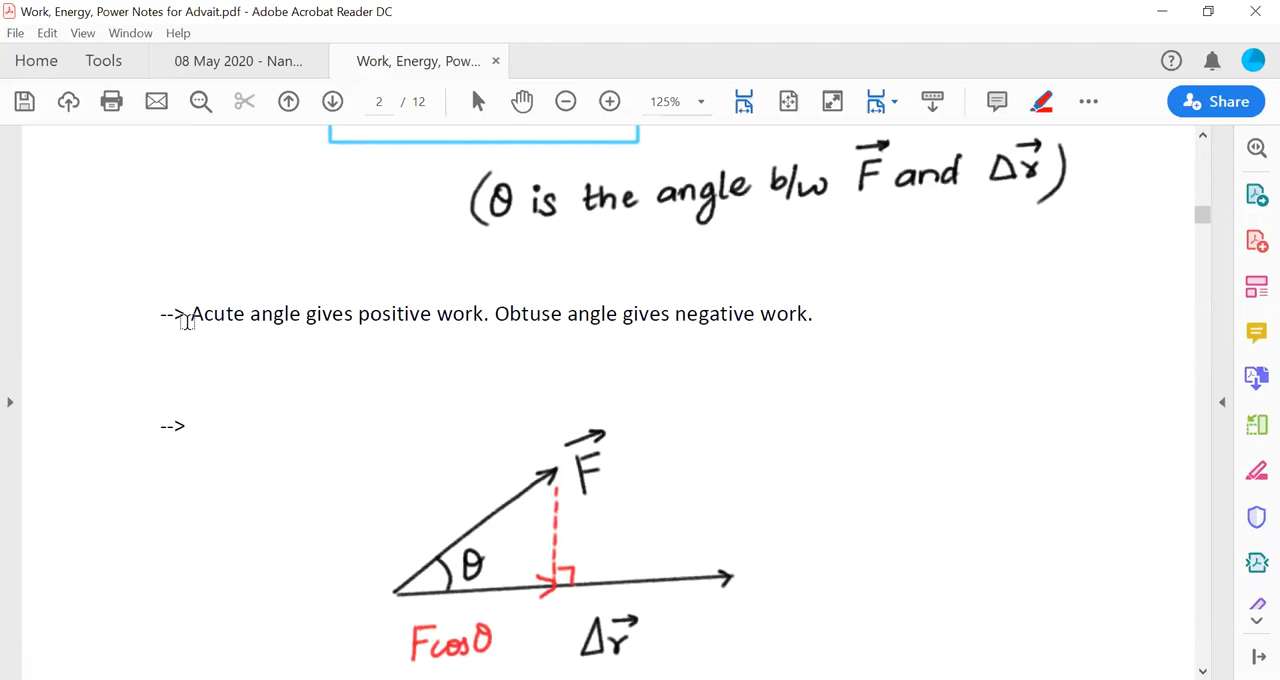 Work, Energy, Power Notes for Advait.pdf - Adobe Acrobat Reader DC
File Edit View Window Help
Home Tools 08 May 2020 - Nan... Work, Energy, Pow... ×
2 / 12 125% Share
(θ is the angle b/w F⃗ and Δr⃗)
--> Acute angle gives positive work. Obtuse angle gives negative work.
-->
F⃗
θ
Fcosθ Δr⃗